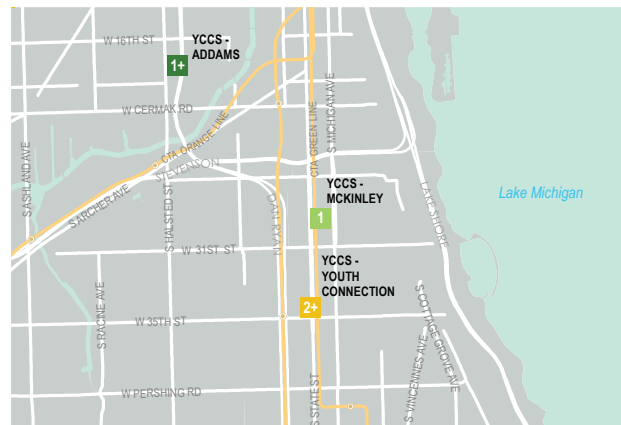 W 16TH ST
YCCS -
ADDAMS
1+
W CERMAK RD
CTA ORANGE LINE
CTA GREEN LINE
S MICHIGAN AVE
S ASHLAND AVE
STEVENSON
S ARCHER AVE
S HALSTED ST
DAN RYAN
YCCS -
MCKINLEY
1
LAKE SHORE
Lake Michigan
W 31ST ST
YCCS -
YOUTH
CONNECTION
2+
S RACINE AVE
W 35TH ST
S COTTAGE GROVE AVE
S VINCENNES AVE
W PERSHING RD
S STATE ST